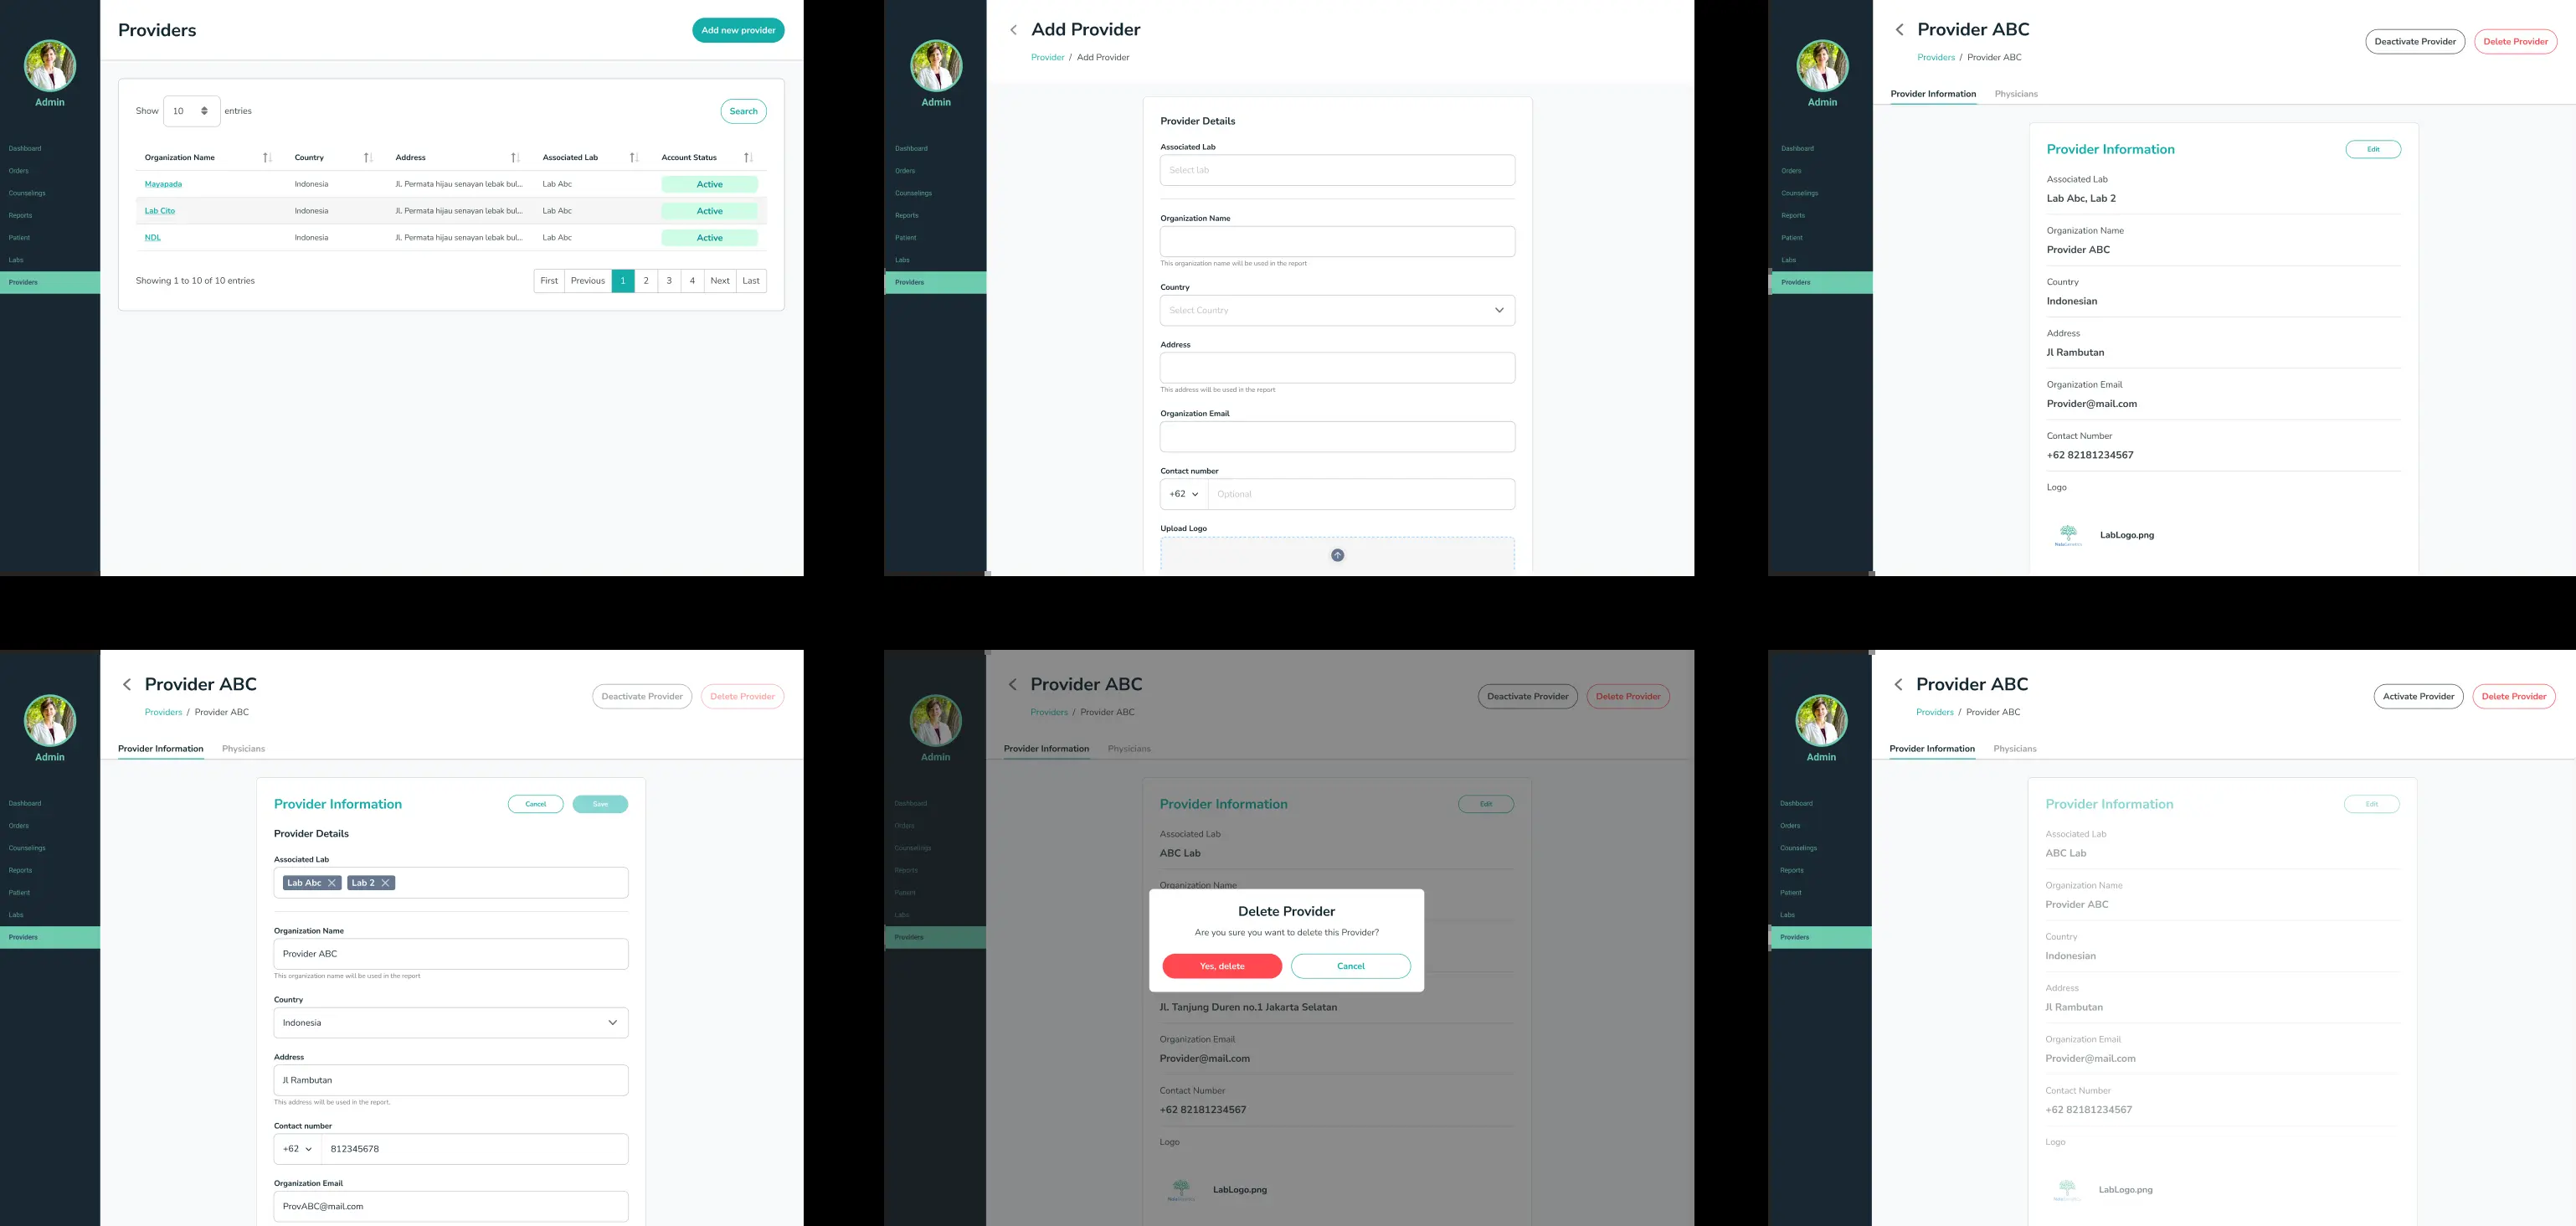 Providers
Add new provider
Admin
Dashboard
Orders
Counselings
Reports
Patient
Labs
Providers
Show 10 entries
Search
Organization Name Country Address Associated Lab Account Status
Mayapada Indonesia Jl. Permata hijau senayan lebak bul... Lab Abc Active
Lab Cito Indonesia Jl. Permata hijau senayan lebak bul... Lab Abc Active
NDL Indonesia Jl. Permata hijau senayan lebak bul... Lab Abc Active
Showing 1 to 10 of 10 entries
First Previous 1 2 3 4 Next Last
Admin
Dashboard
Orders
Counselings
Reports
Patient
Labs
Providers
Add Provider
Provider / Add Provider
Provider Details
Associated Lab
Select lab
Organization Name
This organization name will be used in the report
Country
Select Country
Address
This address will be used in the report
Organization Email
Contact number
+62 Optional
Upload Logo
Admin
Dashboard
Orders
Counselings
Reports
Patient
Labs
Providers
Provider ABC
Providers / Provider ABC
Deactivate Provider Delete Provider
Provider Information Physicians
Provider Information Edit
Associated Lab
Lab Abc, Lab 2
Organization Name
Provider ABC
Country
Indonesian
Address
Jl Rambutan
Organization Email
Provider@mail.com
Contact Number
+62 82181234567
Logo
LabLogo.png
Admin
Dashboard
Orders
Counselings
Reports
Patient
Labs
Providers
Provider ABC
Providers / Provider ABC
Deactivate Provider Delete Provider
Provider Information Physicians
Provider Information Cancel Save
Provider Details
Associated Lab
Lab Abc Lab 2
Organization Name
Provider ABC
This organization name will be used in the report
Country
Indonesia
Address
Jl Rambutan
This address will be used in the report.
Contact number
+62 812345678
Organization Email
ProvABC@mail.com
Admin
Dashboard
Orders
Counselings
Reports
Patient
Labs
Providers
Provider ABC
Providers / Provider ABC
Deactivate Provider Delete Provider
Provider Information Physicians
Provider Information Edit
Associated Lab
ABC Lab
Organization Name
Delete Provider
Are you sure you want to delete this Provider?
Yes, delete Cancel
Jl. Tanjung Duren no.1 Jakarta Selatan
Organization Email
Provider@mail.com
Contact Number
+62 82181234567
Logo
LabLogo.png
Admin
Dashboard
Orders
Counselings
Reports
Patient
Labs
Providers
Provider ABC
Providers / Provider ABC
Activate Provider Delete Provider
Provider Information Physicians
Provider Information Edit
Associated Lab
ABC Lab
Organization Name
Provider ABC
Country
Indonesian
Address
Jl Rambutan
Organization Email
Provider@mail.com
Contact Number
+62 82181234567
Logo
LabLogo.png